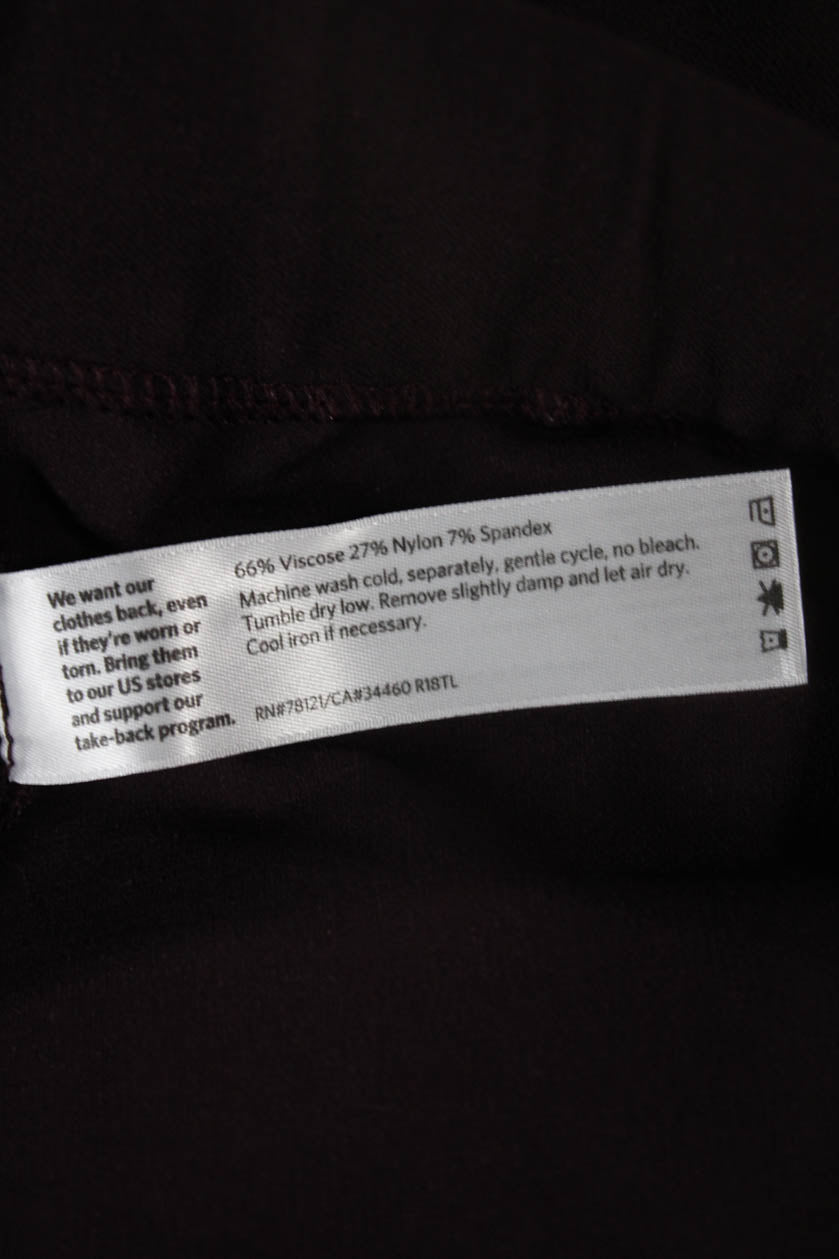 We want our
clothes back, even
if they're worn or
torn. Bring them
to our US stores
and support our
take-back program.
66% Viscose 27% Nylon 7% Spandex
Machine wash cold, separately, gentle cycle, no bleach.
Tumble dry low. Remove slightly damp and let air dry.
Cool iron if necessary.
RN#78121/CA#34460 R18TL